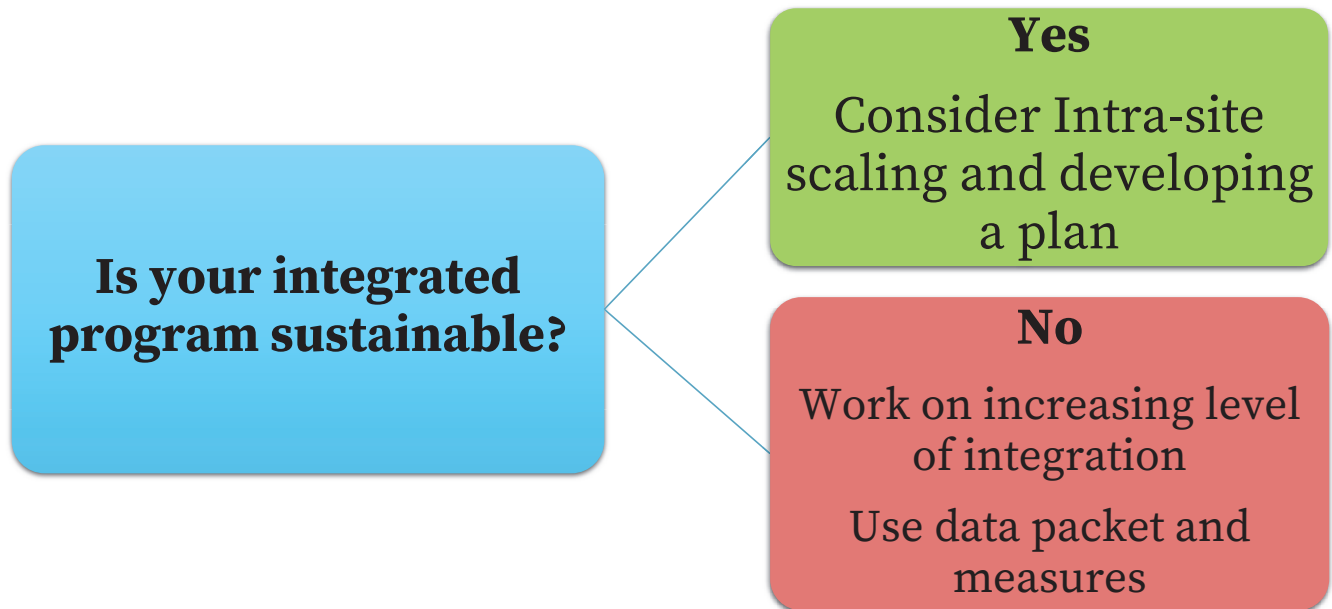 Is your integrated
program sustainable?
Yes
Consider Intra-site
scaling and developing
a plan
No
Work on increasing level
of integration
Use data packet and
measures